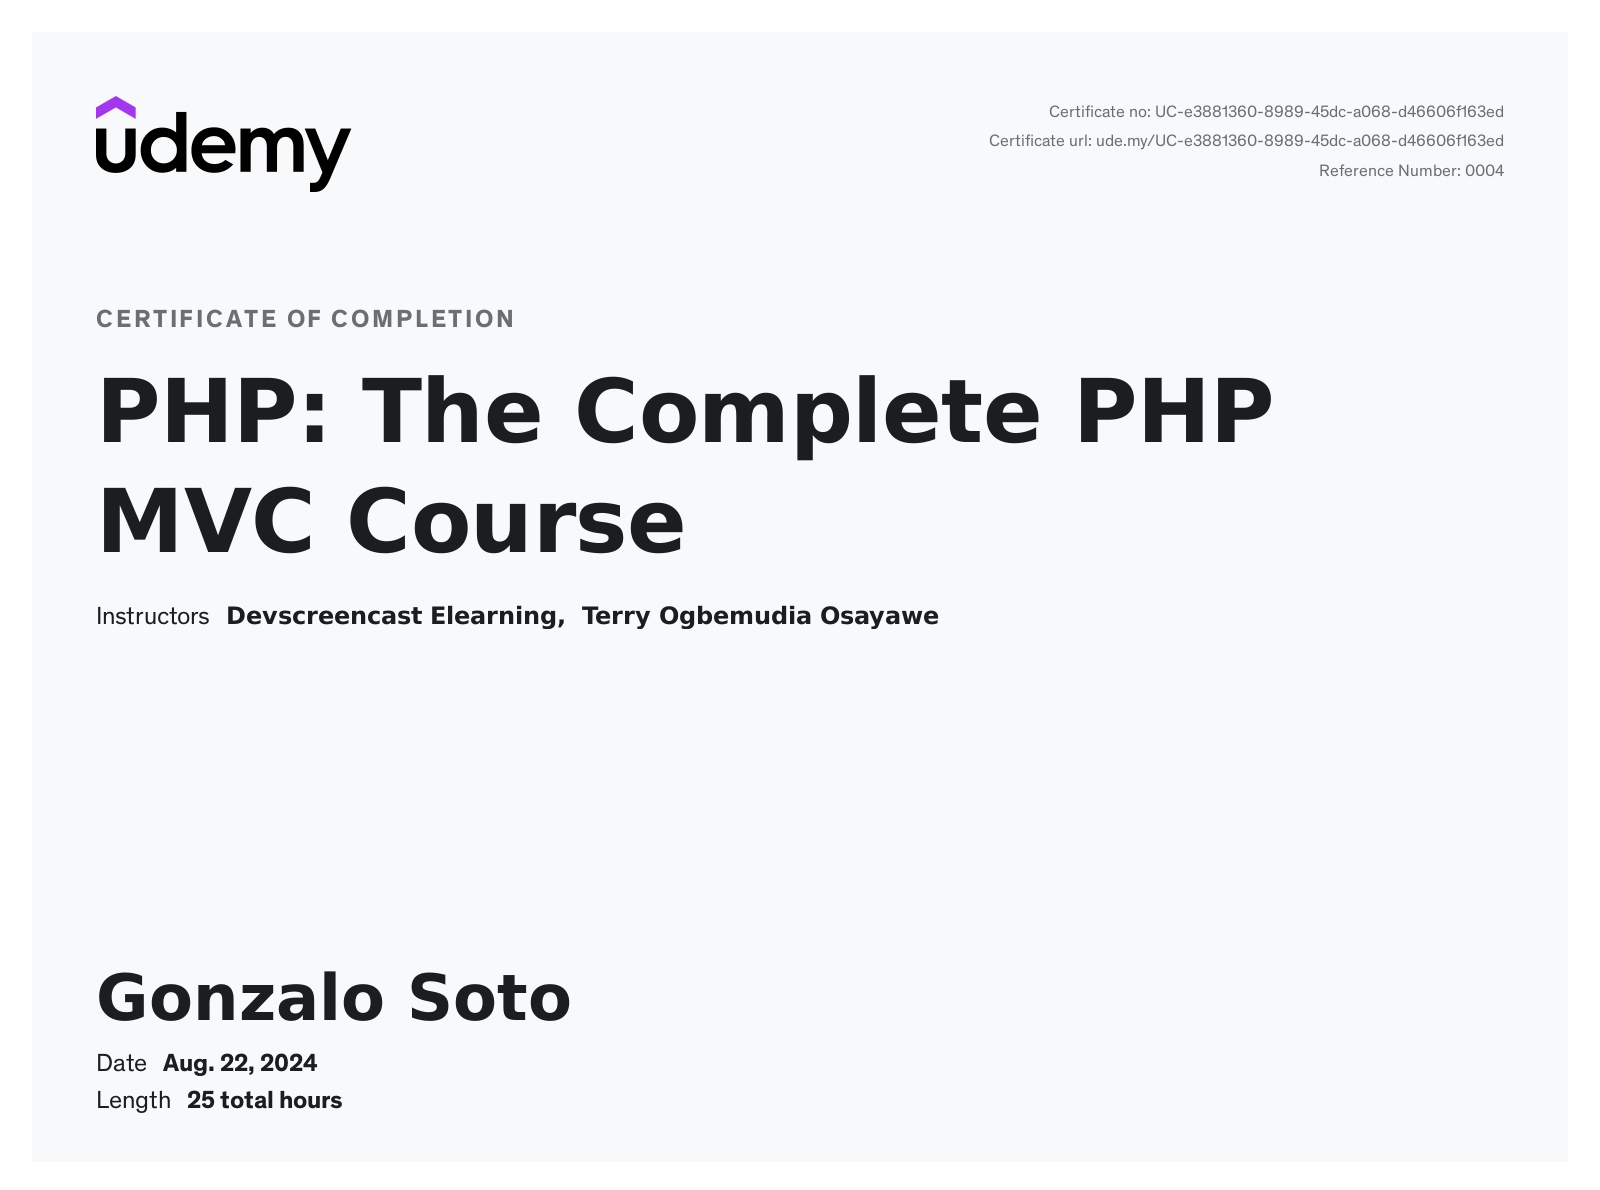 udemy
Certificate no: UC-e3881360-8989-45dc-a068-d46606f163ed
Certificate url: ude.my/UC-e3881360-8989-45dc-a068-d46606f163ed
Reference Number: 0004
CERTIFICATE OF COMPLETION
PHP: The Complete PHP
MVC Course
Instructors Devscreencast Elearning, Terry Ogbemudia Osayawe
Gonzalo Soto
Date Aug. 22, 2024
Length 25 total hours